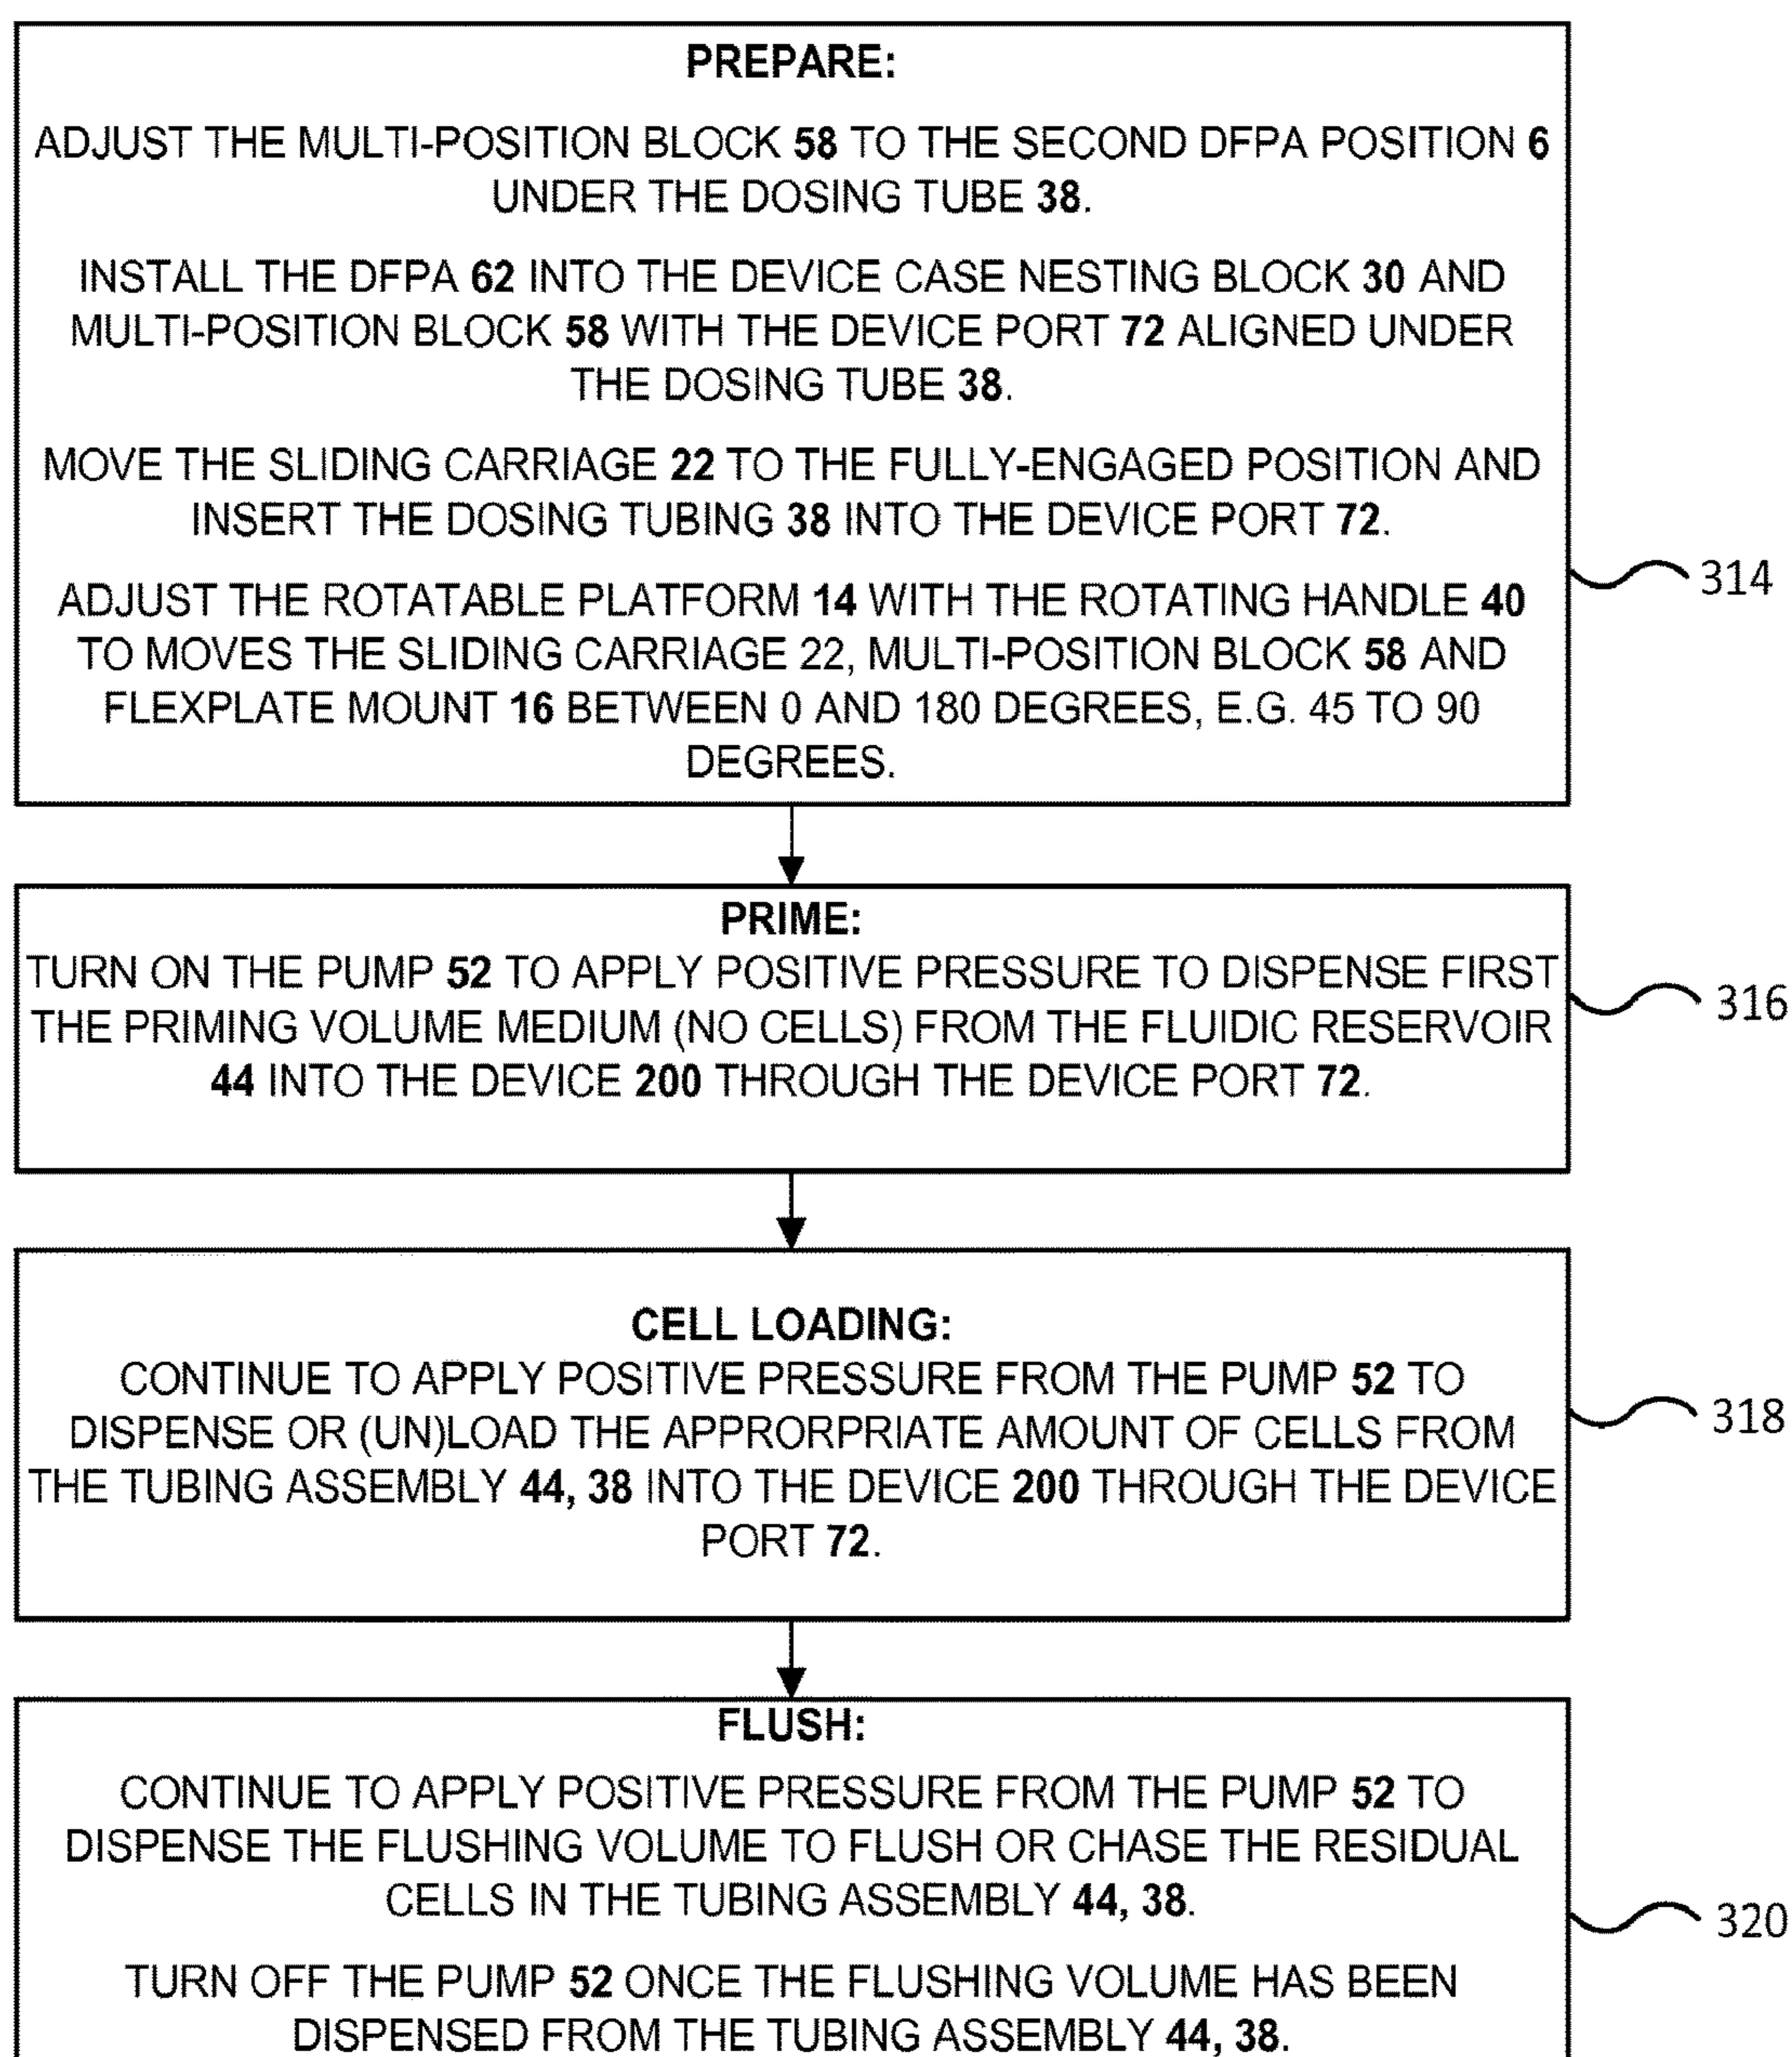 PREPARE:
ADJUST THE MULTI-POSITION BLOCK 58 TO THE SECOND DFPA POSITION 6
UNDER THE DOSING TUBE 38.
INSTALL THE DFPA 62 INTO THE DEVICE CASE NESTING BLOCK 30 AND
MULTI-POSITION BLOCK 58 WITH THE DEVICE PORT 72 ALIGNED UNDER
THE DOSING TUBE 38.
MOVE THE SLIDING CARRIAGE 22 TO THE FULLY-ENGAGED POSITION AND
INSERT THE DOSING TUBING 38 INTO THE DEVICE PORT 72.
ADJUST THE ROTATABLE PLATFORM 14 WITH THE ROTATING HANDLE 40
TO MOVES THE SLIDING CARRIAGE 22, MULTI-POSITION BLOCK 58 AND
FLEXPLATE MOUNT 16 BETWEEN 0 AND 180 DEGREES, E.G. 45 TO 90
DEGREES.
314
PRIME:
TURN ON THE PUMP 52 TO APPLY POSITIVE PRESSURE TO DISPENSE FIRST
THE PRIMING VOLUME MEDIUM (NO CELLS) FROM THE FLUIDIC RESERVOIR
44 INTO THE DEVICE 200 THROUGH THE DEVICE PORT 72.
316
CELL LOADING:
CONTINUE TO APPLY POSITIVE PRESSURE FROM THE PUMP 52 TO
DISPENSE OR (UN)LOAD THE APPRORPRIATE AMOUNT OF CELLS FROM
THE TUBING ASSEMBLY 44, 38 INTO THE DEVICE 200 THROUGH THE DEVICE
PORT 72.
318
FLUSH:
CONTINUE TO APPLY POSITIVE PRESSURE FROM THE PUMP 52 TO
DISPENSE THE FLUSHING VOLUME TO FLUSH OR CHASE THE RESIDUAL
CELLS IN THE TUBING ASSEMBLY 44, 38.
TURN OFF THE PUMP 52 ONCE THE FLUSHING VOLUME HAS BEEN
DISPENSED FROM THE TUBING ASSEMBLY 44, 38.
320